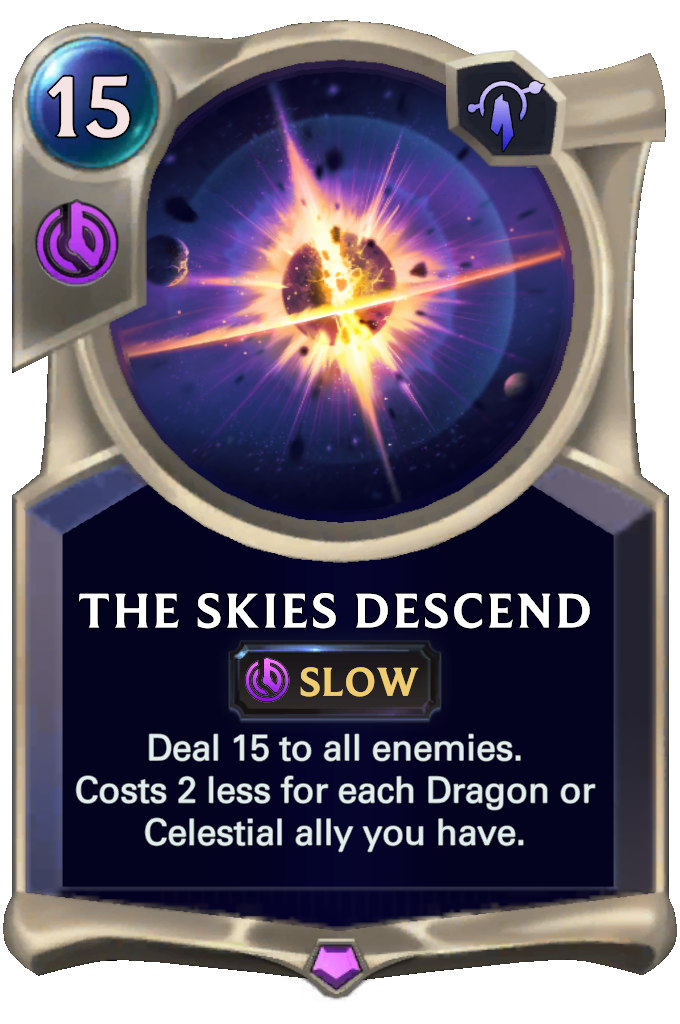 15
THE SKIES DESCEND
SLOW
Deal 15 to all enemies.
Costs 2 less for each Dragon or
Celestial ally you have.